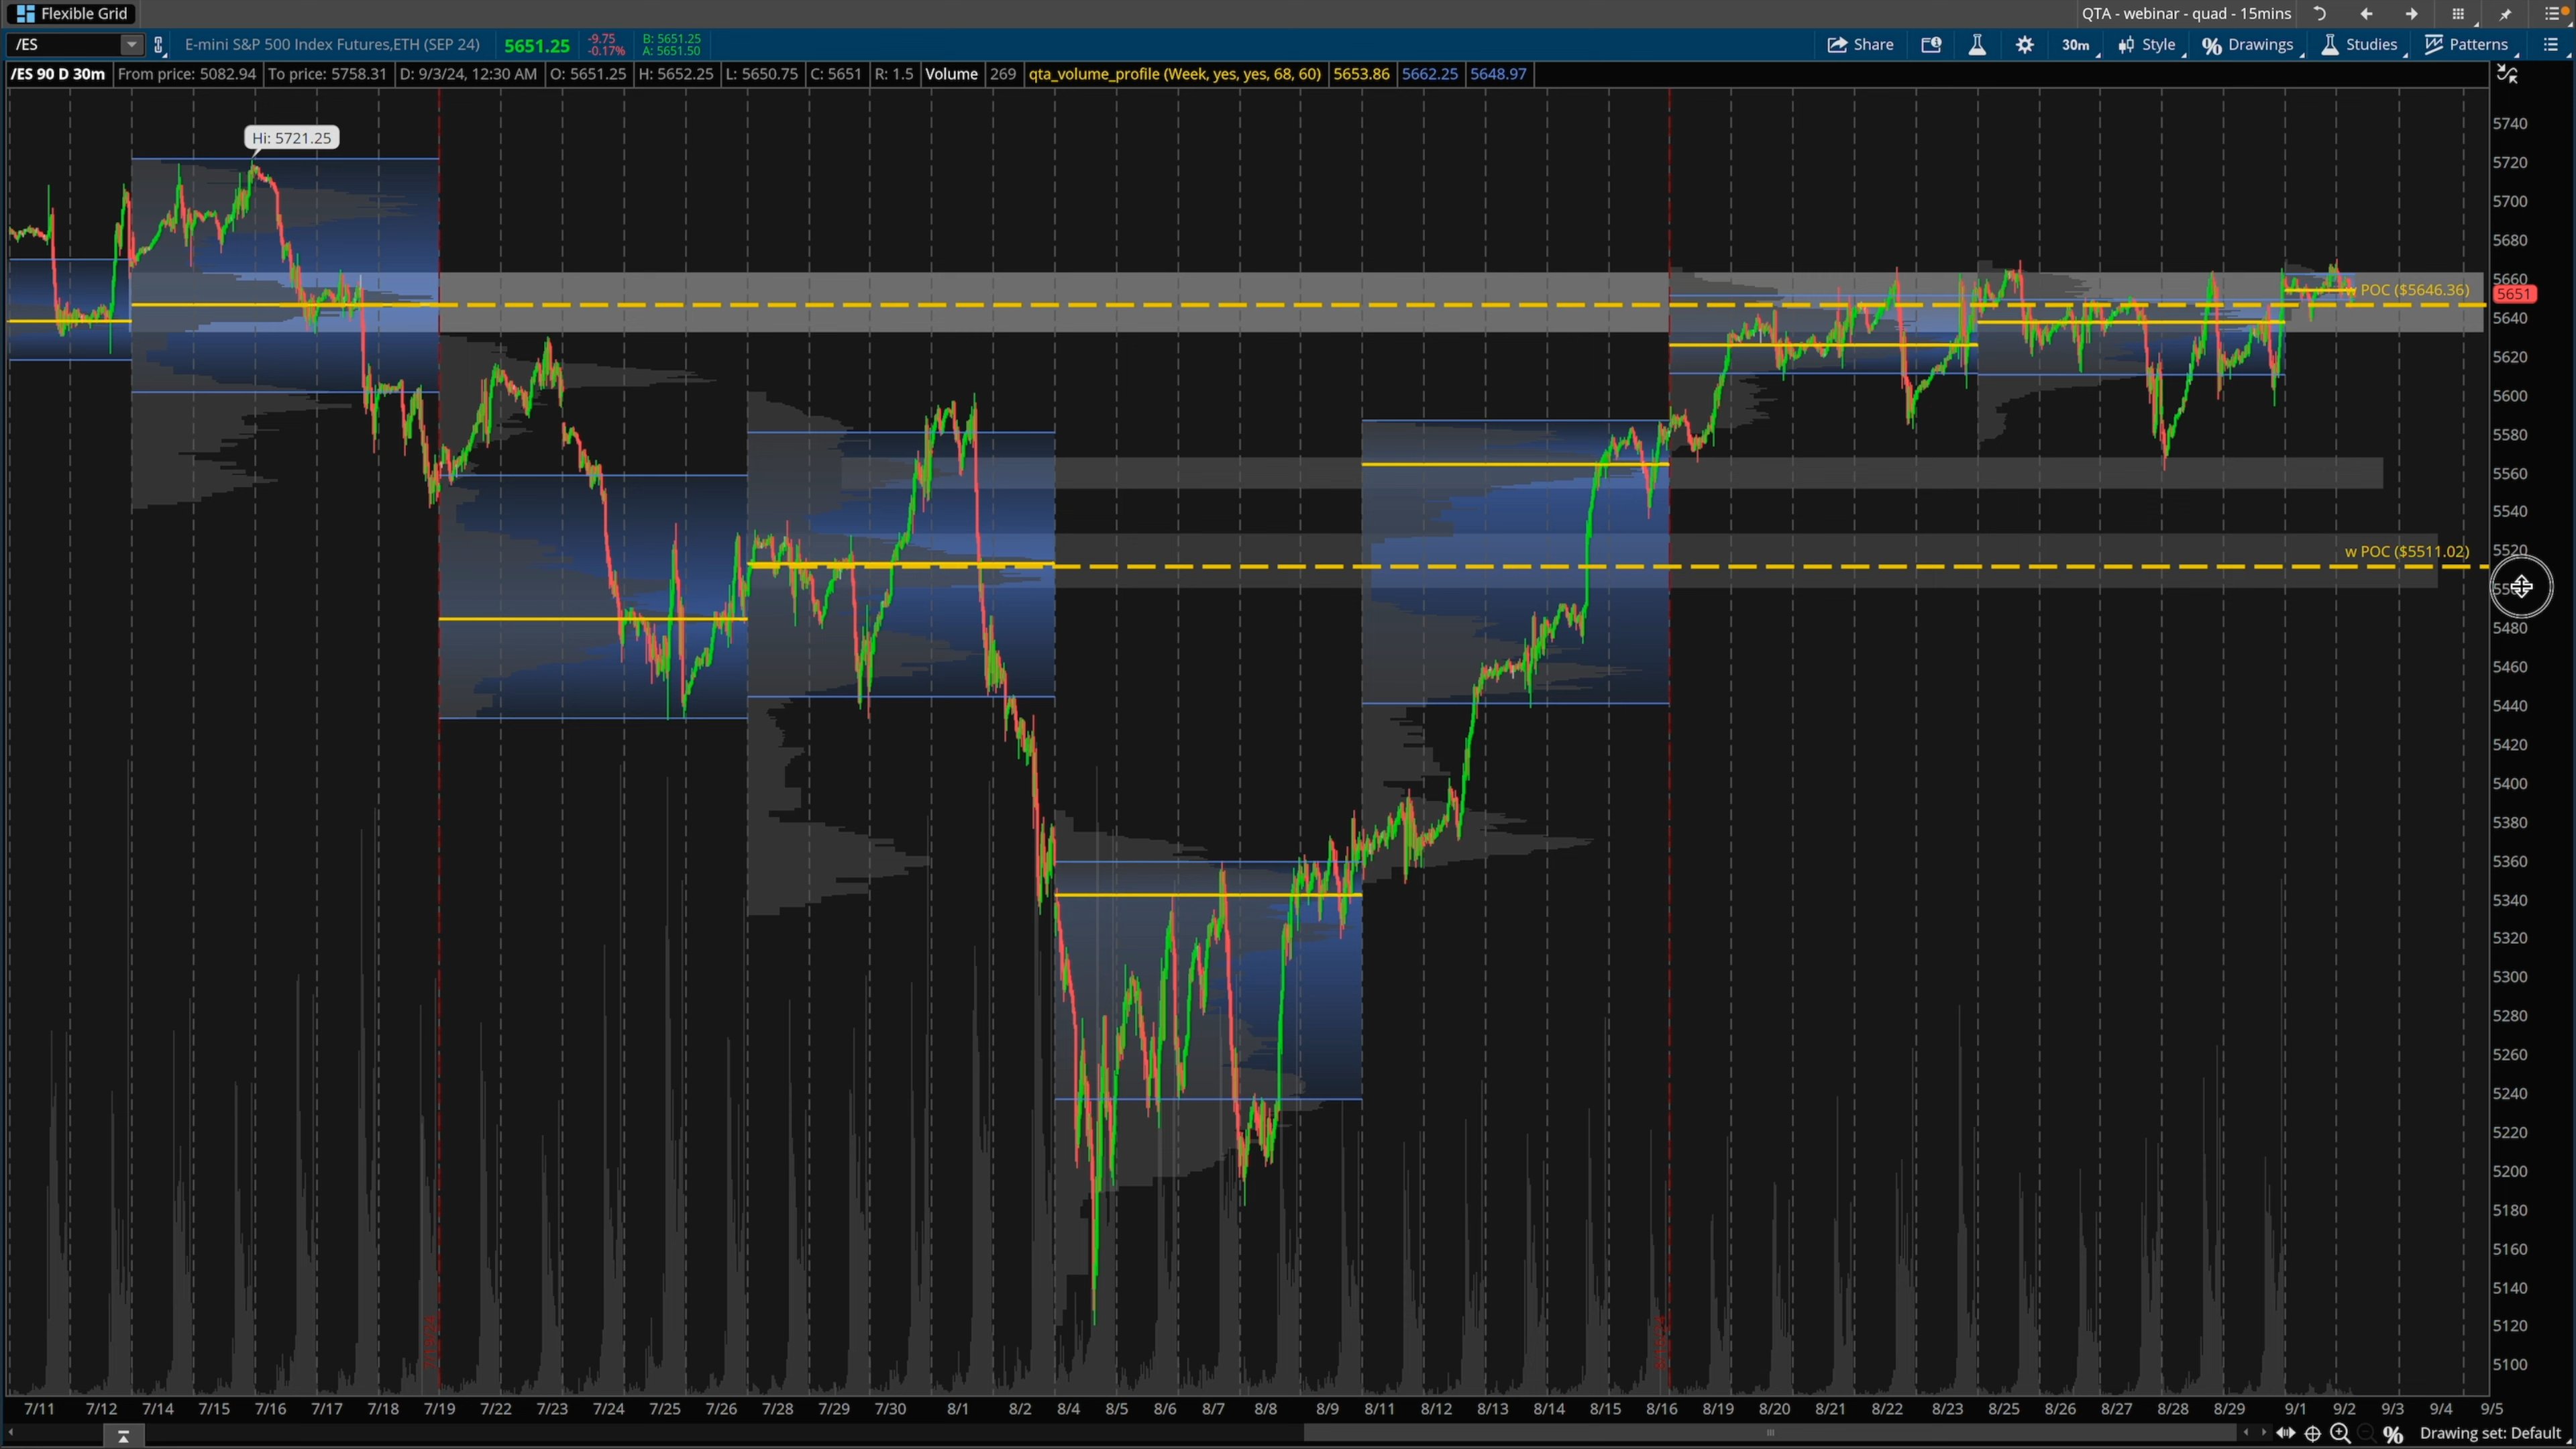 Flexible Grid
QTA - webinar - quad - 15mins
/ES
E-mini S&P 500 Index Futures,ETH (SEP 24)
5651.25
-9.75
-0.17%
B: 5651.25
A: 5651.50
Share
30m
Style
Drawings
Studies
Patterns
/ES 90 D 30m
From price: 5082.94
To price: 5758.31
D: 9/3/24, 12:30 AM
O: 5651.25
H: 5652.25
L: 5650.75
C: 5651
R: 1.5
Volume
269
qta_volume_profile (Week, yes, yes, 68, 60)
5653.86
5662.25
5648.97
Hi: 5721.25
w POC ($5646.36)
w POC ($5511.02)
5740
5720
5700
5680
5660
5651
5640
5620
5600
5580
5560
5540
5520
5480
5460
5440
5420
5400
5380
5360
5340
5320
5300
5280
5260
5240
5220
5200
5180
5160
5140
5120
5100
7/11 7/12 7/14 7/15 7/16 7/17 7/18 7/19 7/22 7/23 7/24 7/25 7/26 7/28 7/29 7/30 8/1 8/2 8/4 8/5 8/6 8/7 8/8 8/9 8/11 8/12 8/13 8/14 8/15 8/16 8/19 8/20 8/21 8/22 8/23 8/25 8/26 8/27 8/28 8/29 9/1 9/2 9/3 9/4 9/5
Drawing set: Default